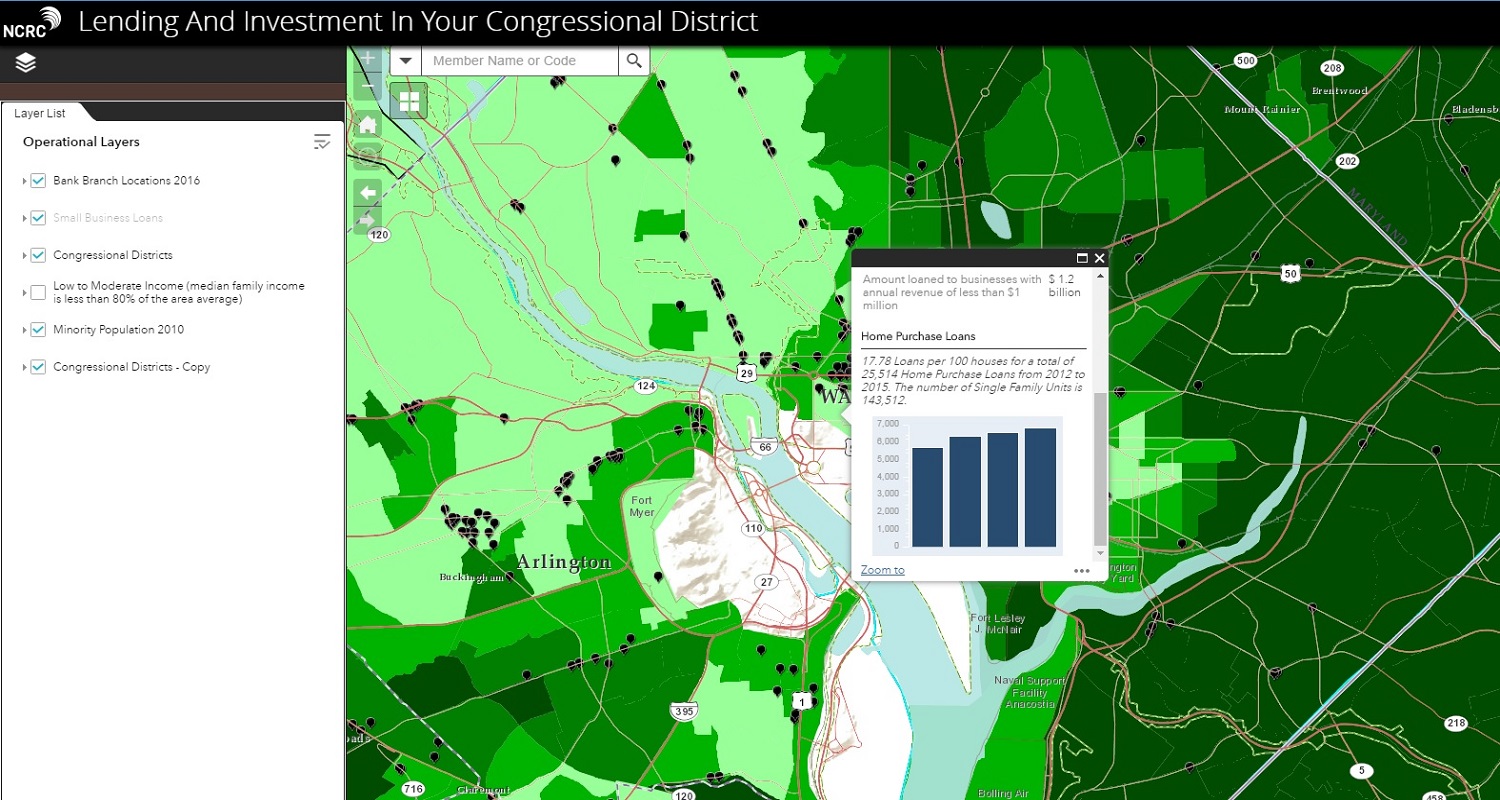 NCRC
Lending And Investment In Your Congressional District
Member Name or Code
Layer List
Operational Layers
Bank Branch Locations 2016
Small Business Loans
Congressional Districts
Low to Moderate Income (median family income
is less than 80% of the area average)
Minority Population 2010
Congressional Districts - Copy
500
208
Brentwood
Mount Rainier
Bladensb
202
MARYLAND
120
50
Amount loaned to businesses with
annual revenue of less than $1
million
$ 1.2
billion
Home Purchase Loans
17.78 Loans per 100 houses for a total of
25,514 Home Purchase Loans from 2012 to
2015. The number of Single Family Units is
143,512.
7,000
6,000
5,000
4,000
3,000
2,000
1,000
0
Zoom to
29
124
WA
66
Fort
Myer
110
Arlington
Buckingham
27
ington
Yard
Fort Lesley
J. McNair
Naval Support
Facility
Anacostia
395
1
218
5
oads
716
Claremont
120
Bolling Air
458